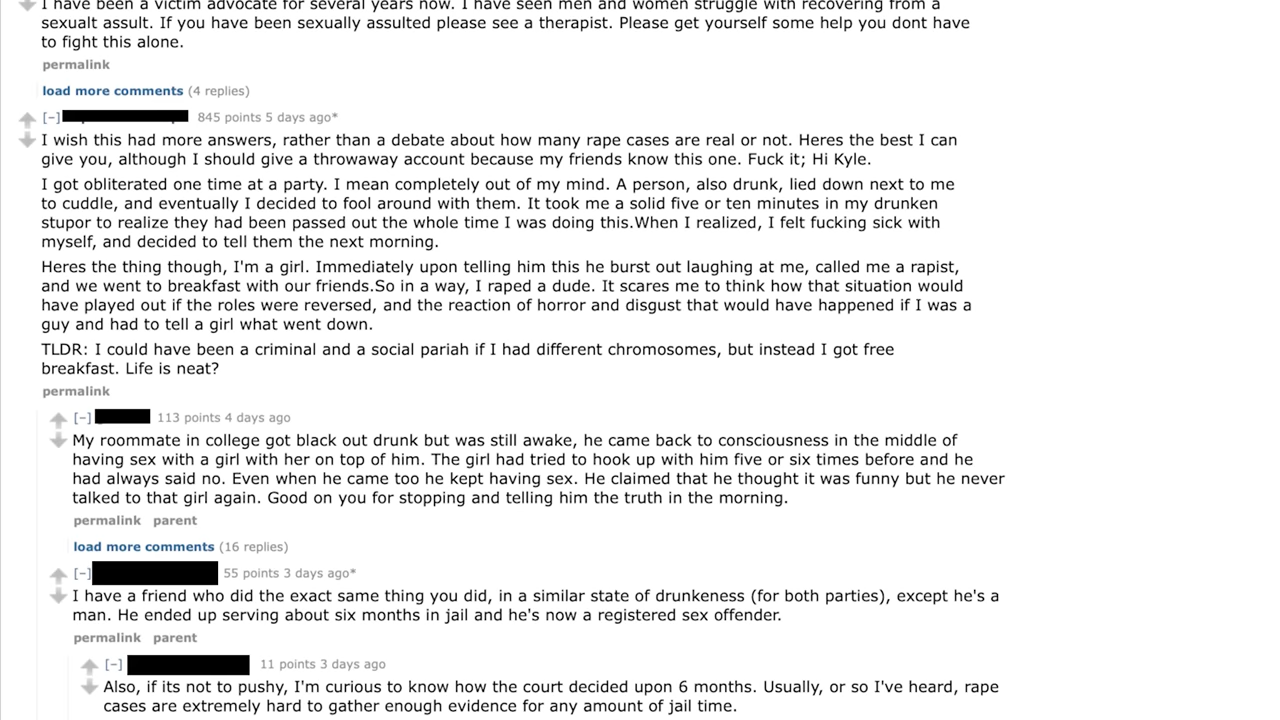 I have been a victim advocate for several years now. I have seen men and women struggle with recovering from a
sexualt assult. If you have been sexually assulted please see a therapist. Please get yourself some help you dont have
to fight this alone.
permalink
load more comments (4 replies)
[–] 845 points 5 days ago*
I wish this had more answers, rather than a debate about how many rape cases are real or not. Heres the best I can
give you, although I should give a throwaway account because my friends know this one. Fuck it; Hi Kyle.
I got obliterated one time at a party. I mean completely out of my mind. A person, also drunk, lied down next to me
to cuddle, and eventually I decided to fool around with them. It took me a solid five or ten minutes in my drunken
stupor to realize they had been passed out the whole time I was doing this.When I realized, I felt fucking sick with
myself, and decided to tell them the next morning.
Heres the thing though, I'm a girl. Immediately upon telling him this he burst out laughing at me, called me a rapist,
and we went to breakfast with our friends.So in a way, I raped a dude. It scares me to think how that situation would
have played out if the roles were reversed, and the reaction of horror and disgust that would have happened if I was a
guy and had to tell a girl what went down.
TLDR: I could have been a criminal and a social pariah if I had different chromosomes, but instead I got free
breakfast. Life is neat?
permalink
[–] 113 points 4 days ago
My roommate in college got black out drunk but was still awake, he came back to consciousness in the middle of
having sex with a girl with her on top of him. The girl had tried to hook up with him five or six times before and he
had always said no. Even when he came too he kept having sex. He claimed that he thought it was funny but he never
talked to that girl again. Good on you for stopping and telling him the truth in the morning.
permalink parent
load more comments (16 replies)
[–] 55 points 3 days ago*
I have a friend who did the exact same thing you did, in a similar state of drunkeness (for both parties), except he's a
man. He ended up serving about six months in jail and he's now a registered sex offender.
permalink parent
[–] 11 points 3 days ago
Also, if its not to pushy, I'm curious to know how the court decided upon 6 months. Usually, or so I've heard, rape
cases are extremely hard to gather enough evidence for any amount of jail time.